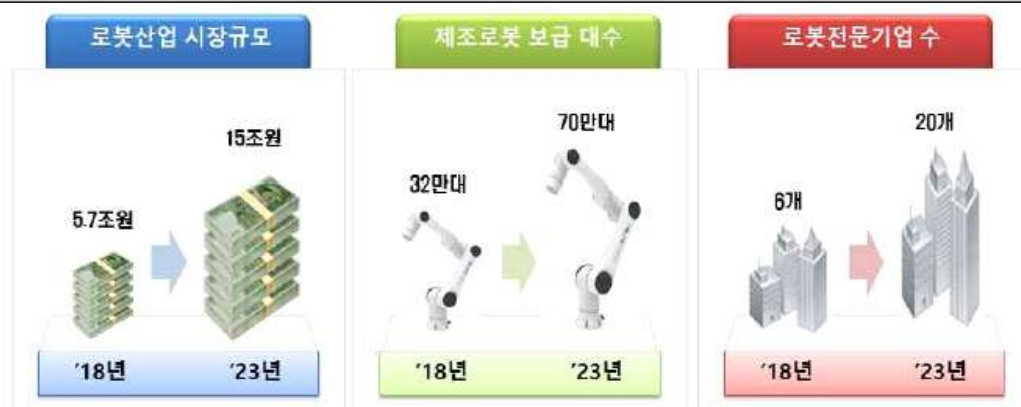 로봇산업 시장규모
5.7조원
15조원
'18년
'23년
제조로봇 보급 대수
32만대
70만대
'18년
'23년
로봇전문기업 수
6개
20개
'18년
'23년